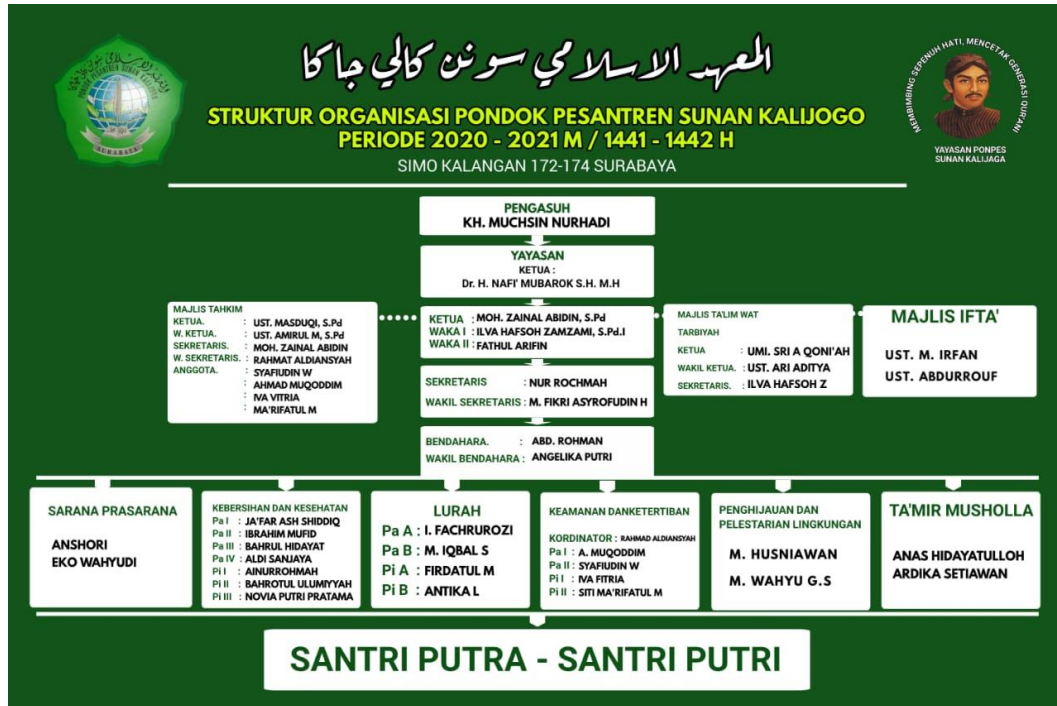 المعهد الاسلامي سونن كالي جاكا
STRUKTUR ORGANISASI PONDOK PESANTREN SUNAN KALIJOGO
PERIODE 2020 - 2021 M / 1441 - 1442 H
SIMO KALANGAN 172-174 SURABAYA
PONDOK PESANTREN SUNAN KALIJOGO
SURABAYA
MEMBIMBING SEPENUH HATI, MENCETAK GENERASI QUR'ANI
YAYASAN PONPES
SUNAN KALIJAGA
PENGASUH
KH. MUCHSIN NURHADI
YAYASAN
KETUA :
Dr. H. NAFI' MUBAROK S.H. M.H
MAJLIS TAHKIM
KETUA. : UST. MASDUQI, S.Pd
W. KETUA. : UST. AMIRUL M, S.Pd
SEKRETARIS. : MOH. ZAINAL ABIDIN
W. SEKRETARIS. : RAHMAT ALDIANSYAH
ANGGOTA. : SYAFIUDIN W
: AHMAD MUQODDIM
: IVA VITRIA
: MA'RIFATUL M
KETUA : MOH. ZAINAL ABIDIN, S.Pd
WAKA I : ILVA HAFSOH ZAMZAMI, S.Pd.I
WAKA II : FATHUL ARIFIN
MAJLIS TA'LIM WAT
TARBIYAH
KETUA : UMI. SRI A QONI'AH
WAKIL KETUA. : UST. ARI ADITYA
SEKRETARIS. : ILVA HAFSOH Z
MAJLIS IFTA'
UST. M. IRFAN
UST. ABDURROUF
SEKRETARIS : NUR ROCHMAH
WAKIL SEKRETARIS : M. FIKRI ASYROFUDIN H
BENDAHARA. : ABD. ROHMAN
WAKIL BENDAHARA : ANGELIKA PUTRI
SARANA PRASARANA
ANSHORI
EKO WAHYUDI
KEBERSIHAN DAN KESEHATAN
Pa I : JA'FAR ASH SHIDDIQ
Pa II : IBRAHIM MUFID
Pa III : BAHRUL HIDAYAT
Pa IV : ALDI SANJAYA
Pi I : AINURROHMAH
Pi II : BAHROTUL ULUMIYYAH
Pi III : NOVIA PUTRI PRATAMA
LURAH
Pa A : I. FACHRUROZI
Pa B : M. IQBAL S
Pi A : FIRDATUL M
Pi B : ANTIKA L
KEAMANAN DANKETERTIBAN
KORDINATOR : RAHMAD ALDIANSYAH
Pa I : A. MUQODDIM
Pa II : SYAFIUDIN W
Pi I : IVA FITRIA
Pi II : SITI MA'RIFATUL M
PENGHIJAUAN DAN
PELESTARIAN LINGKUNGAN
M. HUSNIAWAN
M. WAHYU G.S
TA'MIR MUSHOLLA
ANAS HIDAYATULLOH
ARDIKA SETIAWAN
SANTRI PUTRA - SANTRI PUTRI